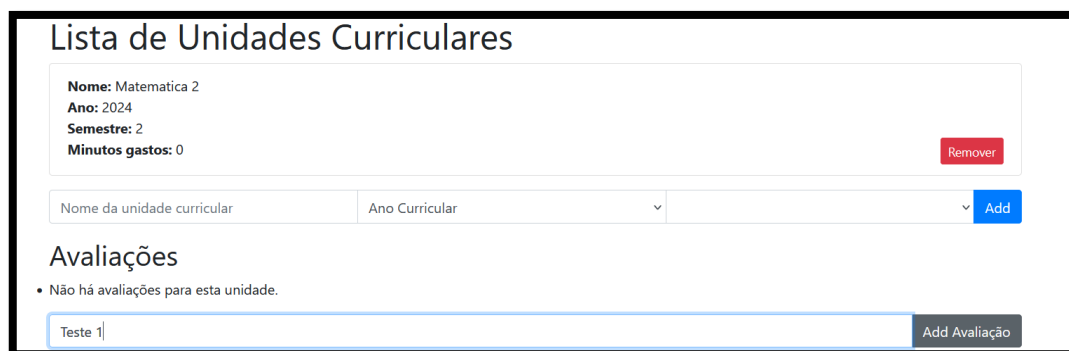 Lista de Unidades Curriculares
Nome: Matematica 2
Ano: 2024
Semestre: 2
Minutos gastos: 0
Remover
Nome da unidade curricular Ano Curricular Add
Avaliações
• Não há avaliações para esta unidade.
Teste 1 Add Avaliação